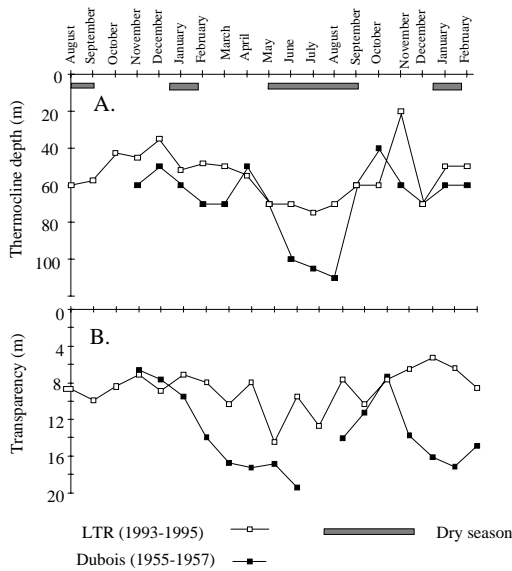 August
September
October
November
December
January
February
March
April
May
June
July
August
September
October
November
December
January
February
0
20
40
60
80
100
Thermocline depth (m)
A.
0
4
8
12
16
20
Transparency (m)
B.
LTR (1993-1995)
Dry season
Dubois (1955-1957)